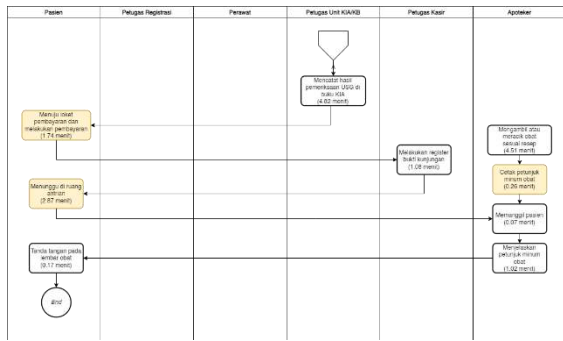 Pasien
Petugas Registrasi
Perawat
Petugas Unit KIA/KB
Petugas Kasir
Apoteker
Mencatat hasil
pemeriksaan USG di
buku KIA
(4.82 menit)
Menuju loket
pembayaran dan
melakukan pembayaran
(1.74 menit)
Mengambil atau
meracik obat
sesuai resep
(4.51 menit)
Melakukan register
bukti kunjungan
(1.08 menit)
Cetak petunjuk
minum obat
(0.26 menit)
Menunggu di ruang
antrian
(2.67 menit)
Memanggil pasien
(0.07 menit)
Tanda tangan pada
lembar obat
(0.17 menit)
Menjelaskan
petunjuk minum
obat
(1.02 menit)
End